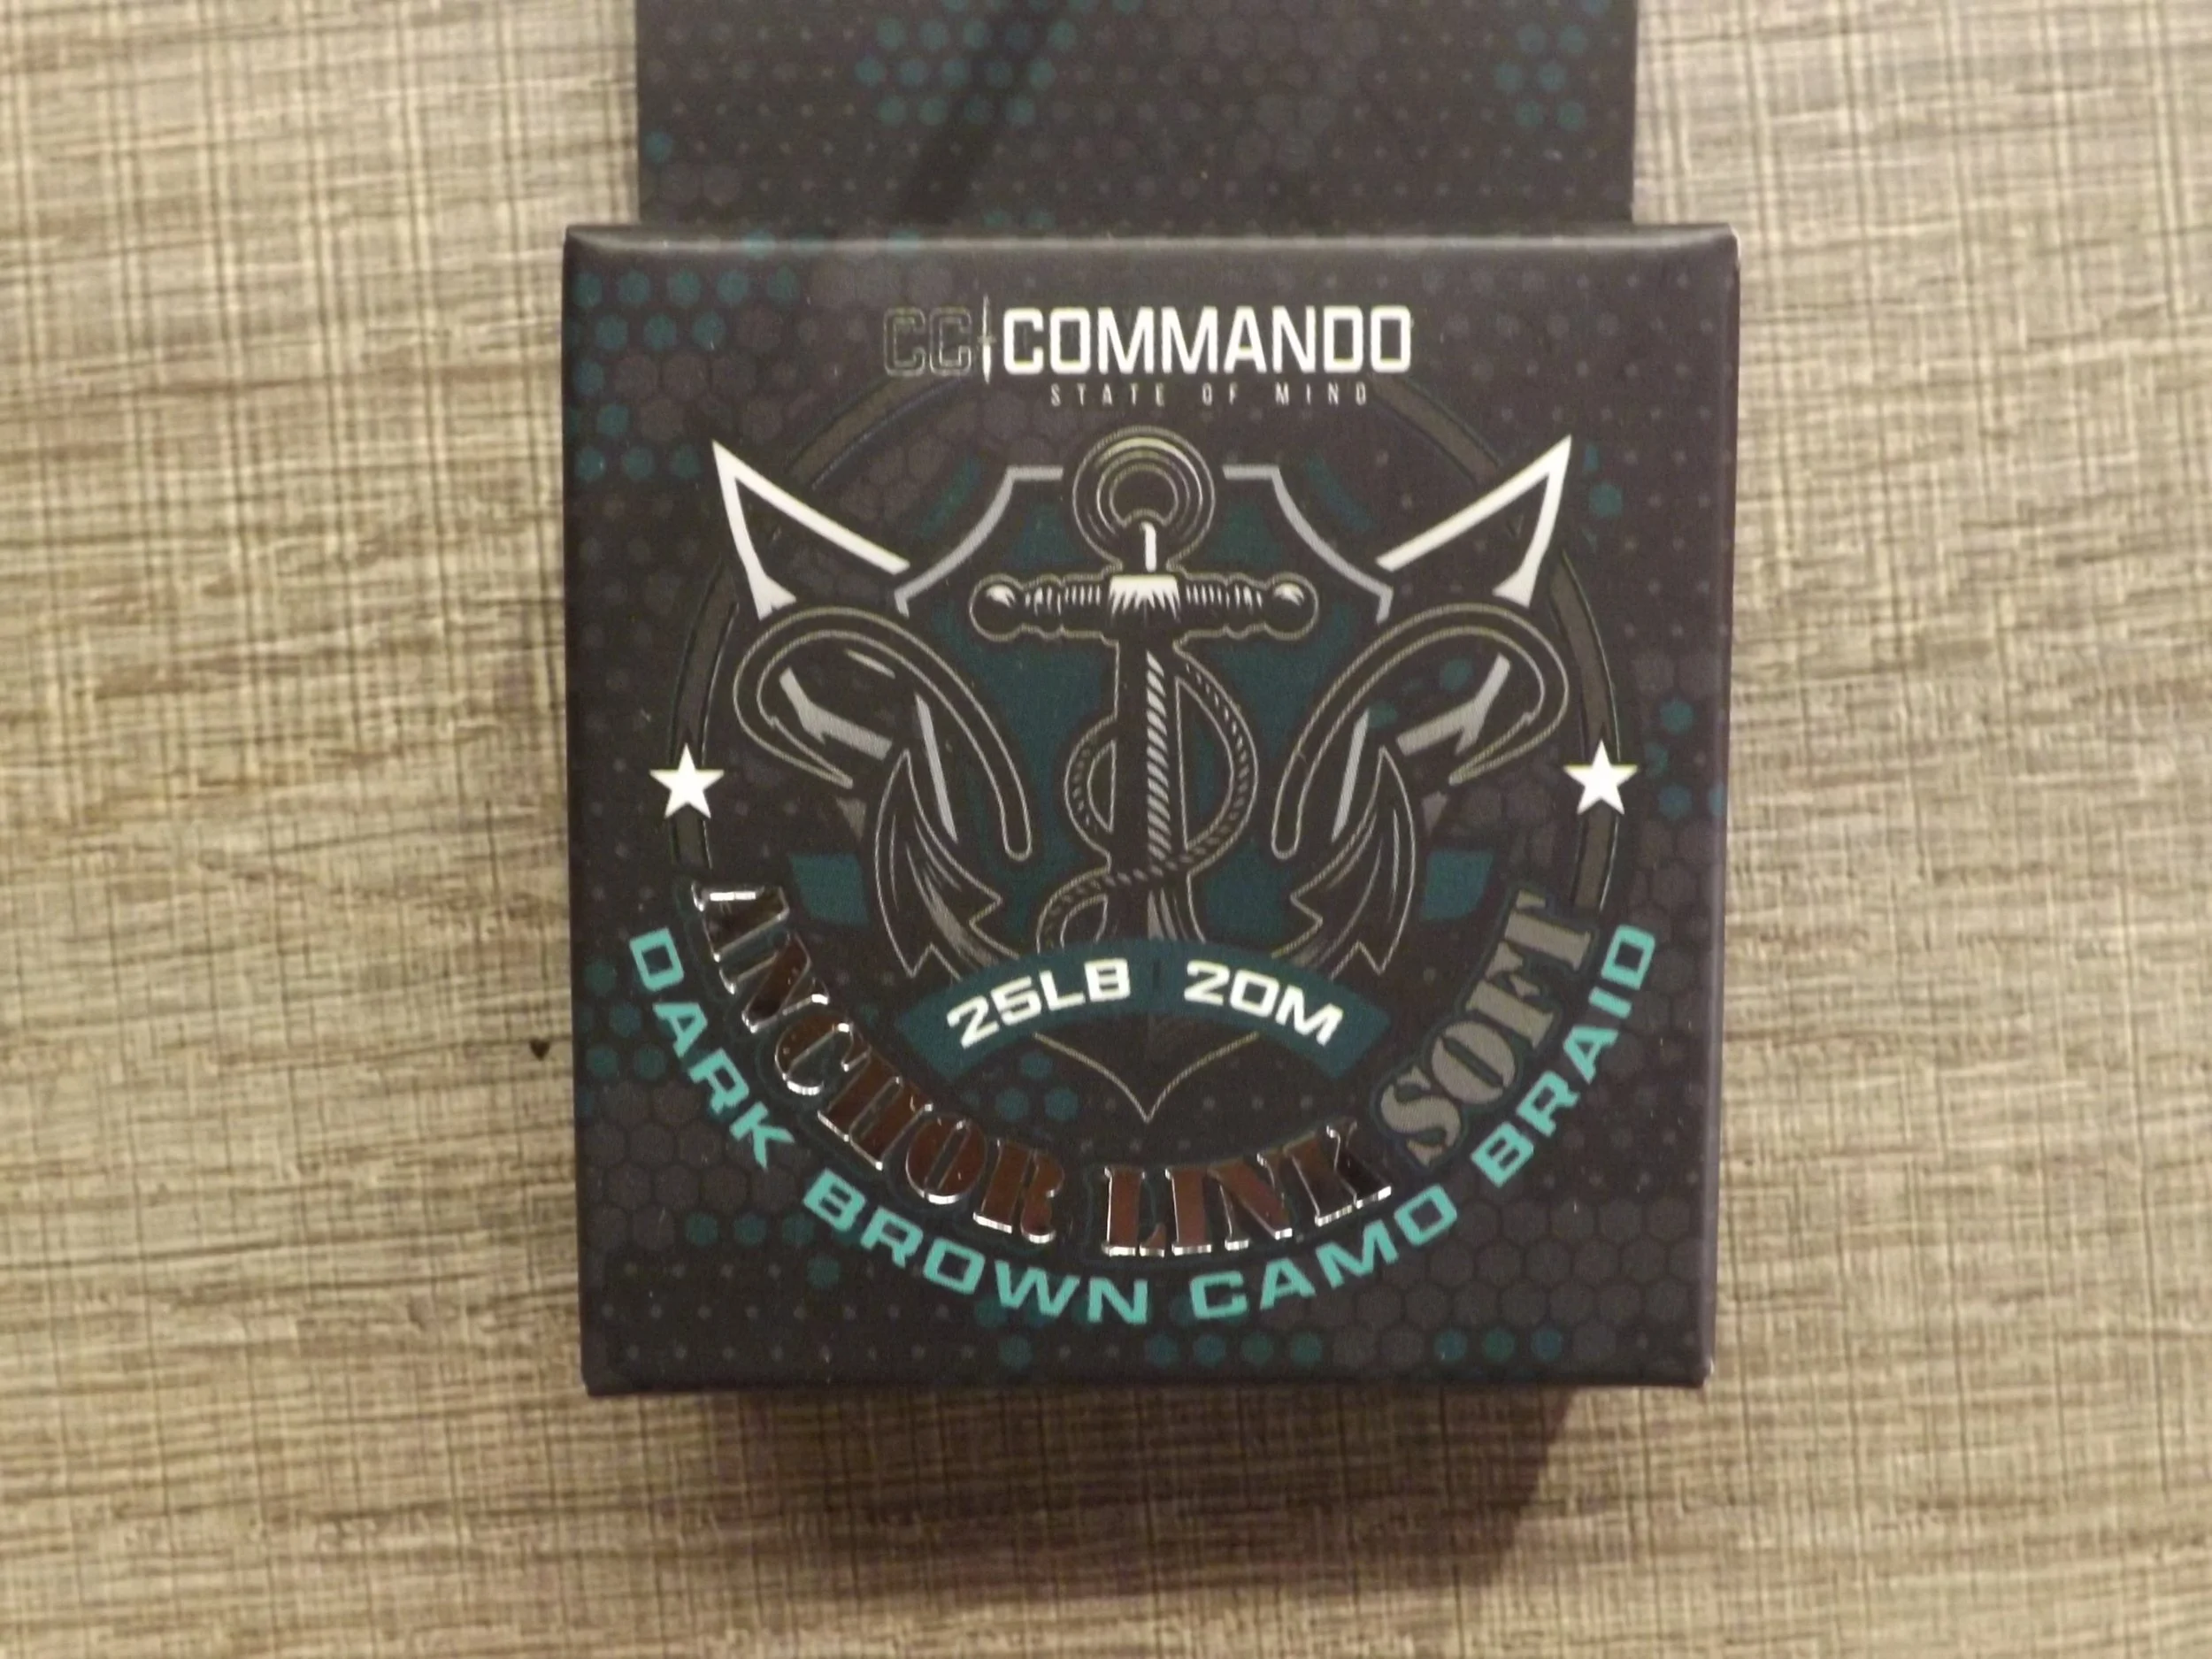 CC COMMANDO
STATE OF MIND
25LB 20M
ANCHOR LINK SOFT
DARK BROWN CAMO BRAID